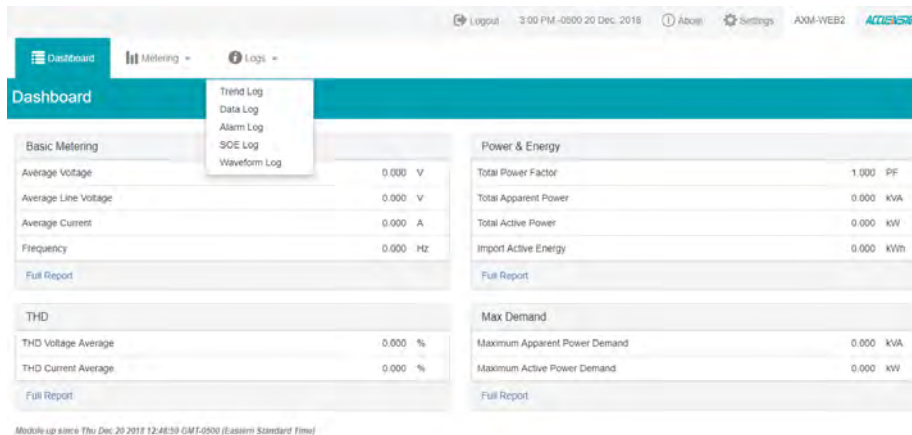 Logout 3:00 PM -0500 20 Dec, 2018 About Settings AXM-WEB2
Dashboard Metering Logs
Trend Log
Data Log
Alarm Log
SOE Log
Waveform Log
Dashboard
Basic Metering
Average Voltage 0.000 V
Average Line Voltage 0.000 V
Average Current 0.000 A
Frequency 0.000 Hz
Full Report
Power & Energy
Total Power Factor 1.000 PF
Total Apparent Power 0.000 kVA
Total Active Power 0.000 kW
Import Active Energy 0.000 kWh
Full Report
THD
THD Voltage Average 0.000 %
THD Current Average 0.000 %
Full Report
Max Demand
Maximum Apparent Power Demand 0.000 kVA
Maximum Active Power Demand 0.000 kW
Full Report
Module up since Thu Dec 20 2018 12:48:59 GMT-0500 (Eastern Standard Time)